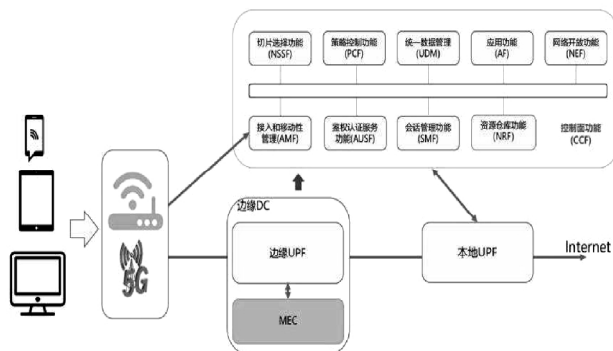 切片选择功能
(NSSF)
策略控制功能
(PCF)
统一数据管理
(UDM)
应用功能
(AF)
网络开放功能
(NEF)
接入和移动性
管理(AMF)
鉴权认证服务
功能(AUSF)
会话管理功能
(SMF)
资源仓库功能
(NRF)
控制面功能
(CCF)
边缘DC
边缘UPF
MEC
本地UPF
Internet
5G